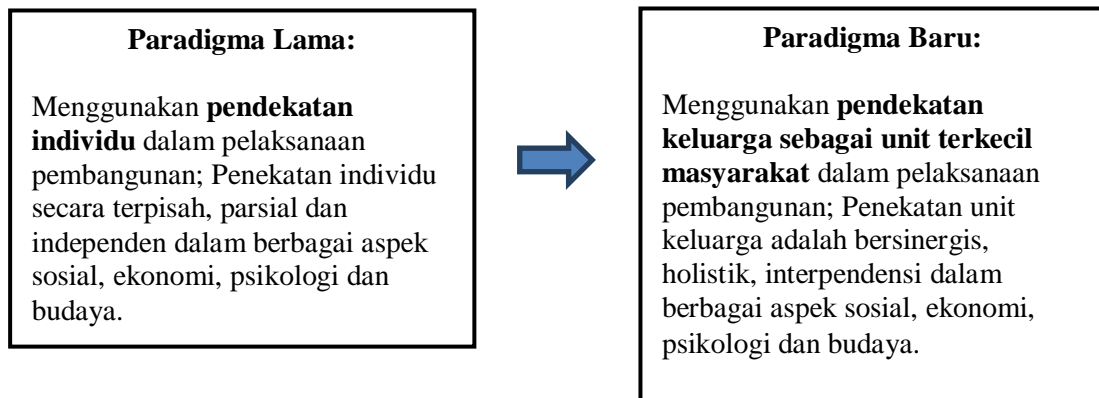 Paradigma Lama:
Menggunakan pendekatan
individu dalam pelaksanaan
pembangunan; Penekatan individu
secara terpisah, parsial dan
independen dalam berbagai aspek
sosial, ekonomi, psikologi dan
budaya.
Paradigma Baru:
Menggunakan pendekatan
keluarga sebagai unit terkecil
masyarakat dalam pelaksanaan
pembangunan; Penekatan unit
keluarga adalah bersinergis,
holistik, interpendensi dalam
berbagai aspek sosial, ekonomi,
psikologi dan budaya.